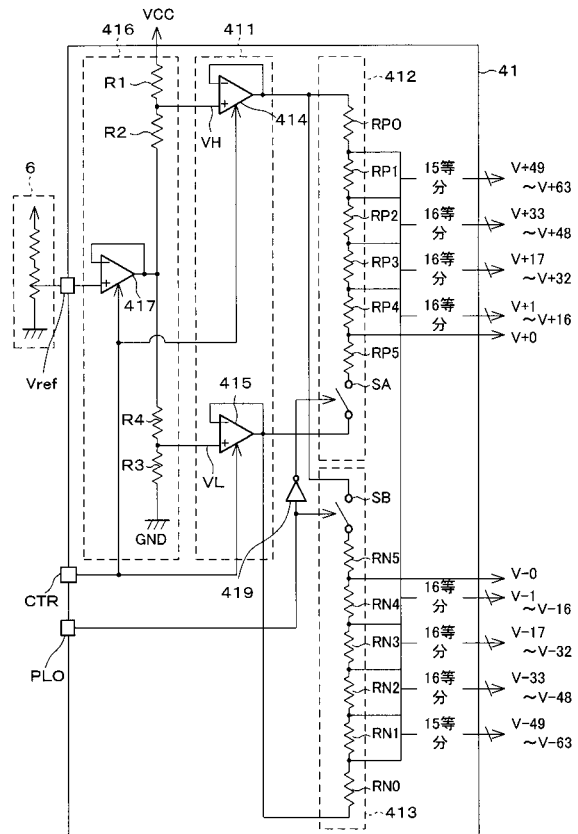 VCC
416
411
412
41
R1
R2
VH
414
RP0
RP1
15等分
V+49
～V+63
6
RP2
16等分
V+33
～V+48
RP3
16等分
V+17
～V+32
417
RP4
16等分
V+1
～V+16
Vref
V+0
RP5
415
SA
R4
R3
VL
SB
GND
419
RN5
CTR
V-0
RN4
16等分
V-1
～V-16
PLO
RN3
16等分
V-17
～V-32
RN2
16等分
V-33
～V-48
RN1
15等分
V-49
～V-63
RN0
413